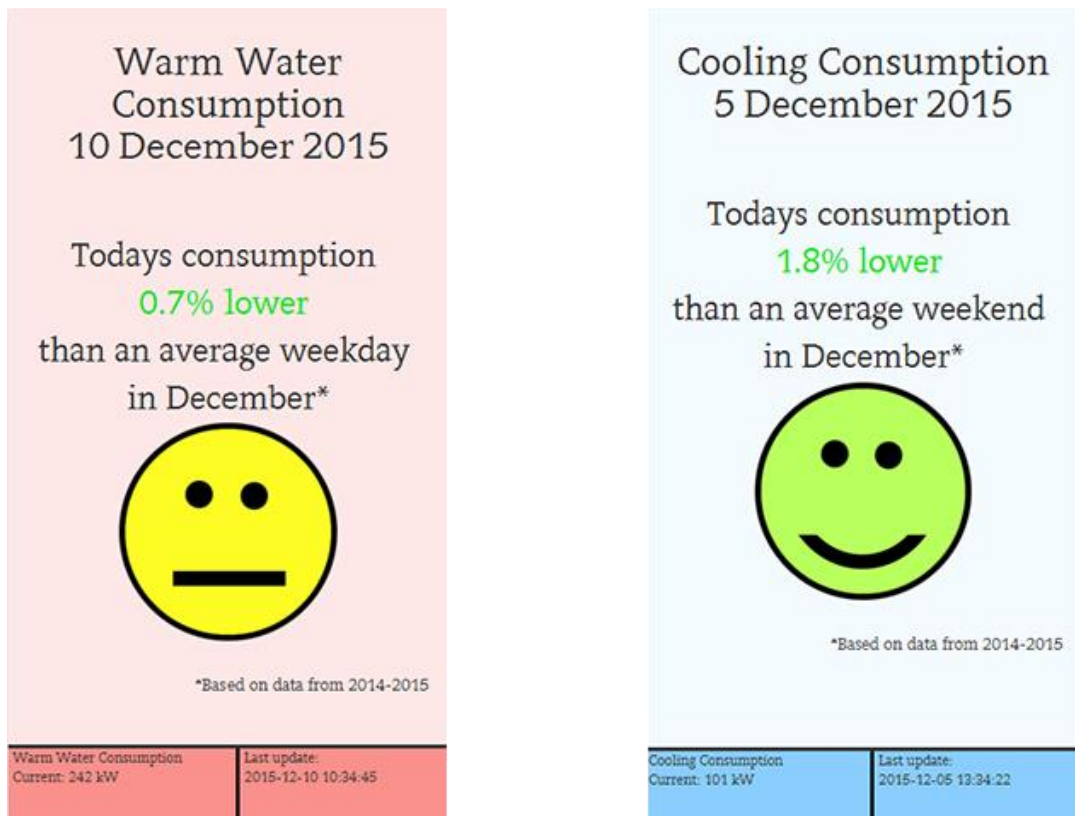 Warm Water
Consumption
10 December 2015
Todays consumption
0.7% lower
than an average weekday
in December*
*Based on data from 2014-2015
Warm Water Consumption
Current: 242 kW
Last update:
2015-12-10 10:34:45
Cooling Consumption
5 December 2015
Todays consumption
1.8% lower
than an average weekend
in December*
*Based on data from 2014-2015
Cooling Consumption
Current: 101 kW
Last update:
2015-12-05 13:34:22